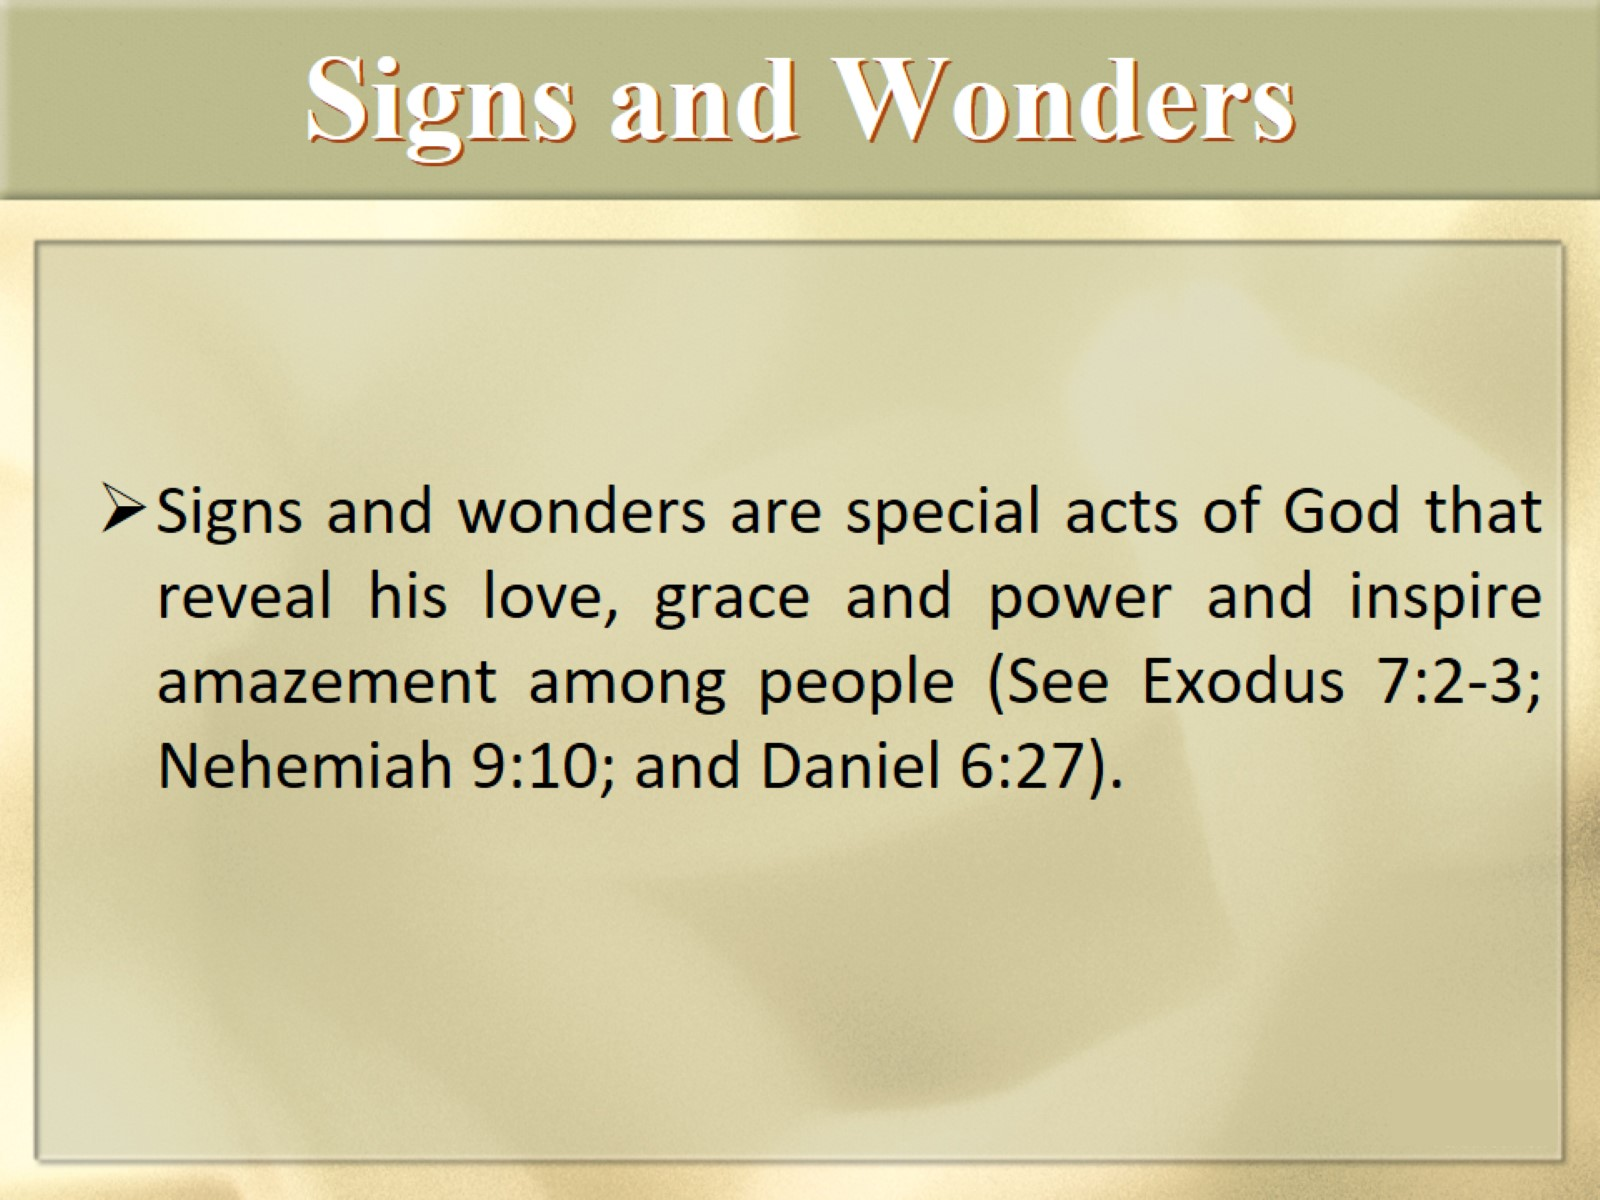 Signs and Wonders
➢Signs and wonders are special acts of God that
reveal his love, grace and power and inspire
amazement among people (See Exodus 7:2-3;
Nehemiah 9:10; and Daniel 6:27).